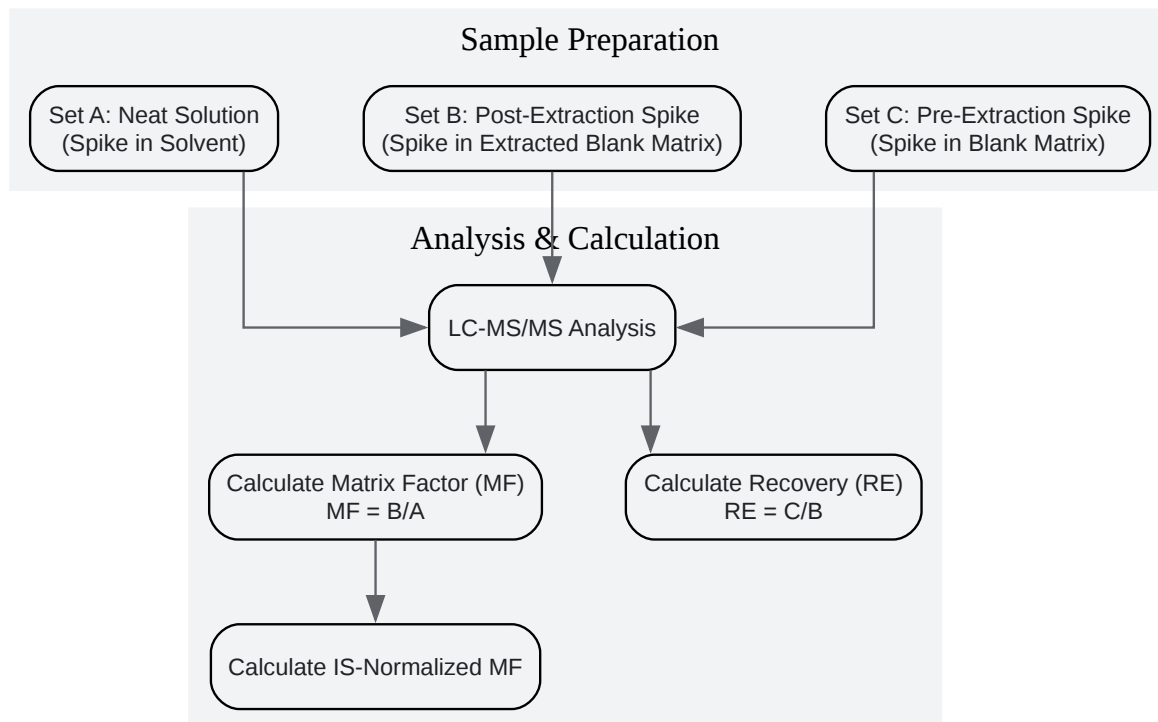 Sample Preparation
Set A: Neat Solution
(Spike in Solvent)
Set B: Post-Extraction Spike
(Spike in Extracted Blank Matrix)
Set C: Pre-Extraction Spike
(Spike in Blank Matrix)
Analysis & Calculation
LC-MS/MS Analysis
Calculate Matrix Factor (MF)
MF = B/A
Calculate Recovery (RE)
RE = C/B
Calculate IS-Normalized MF